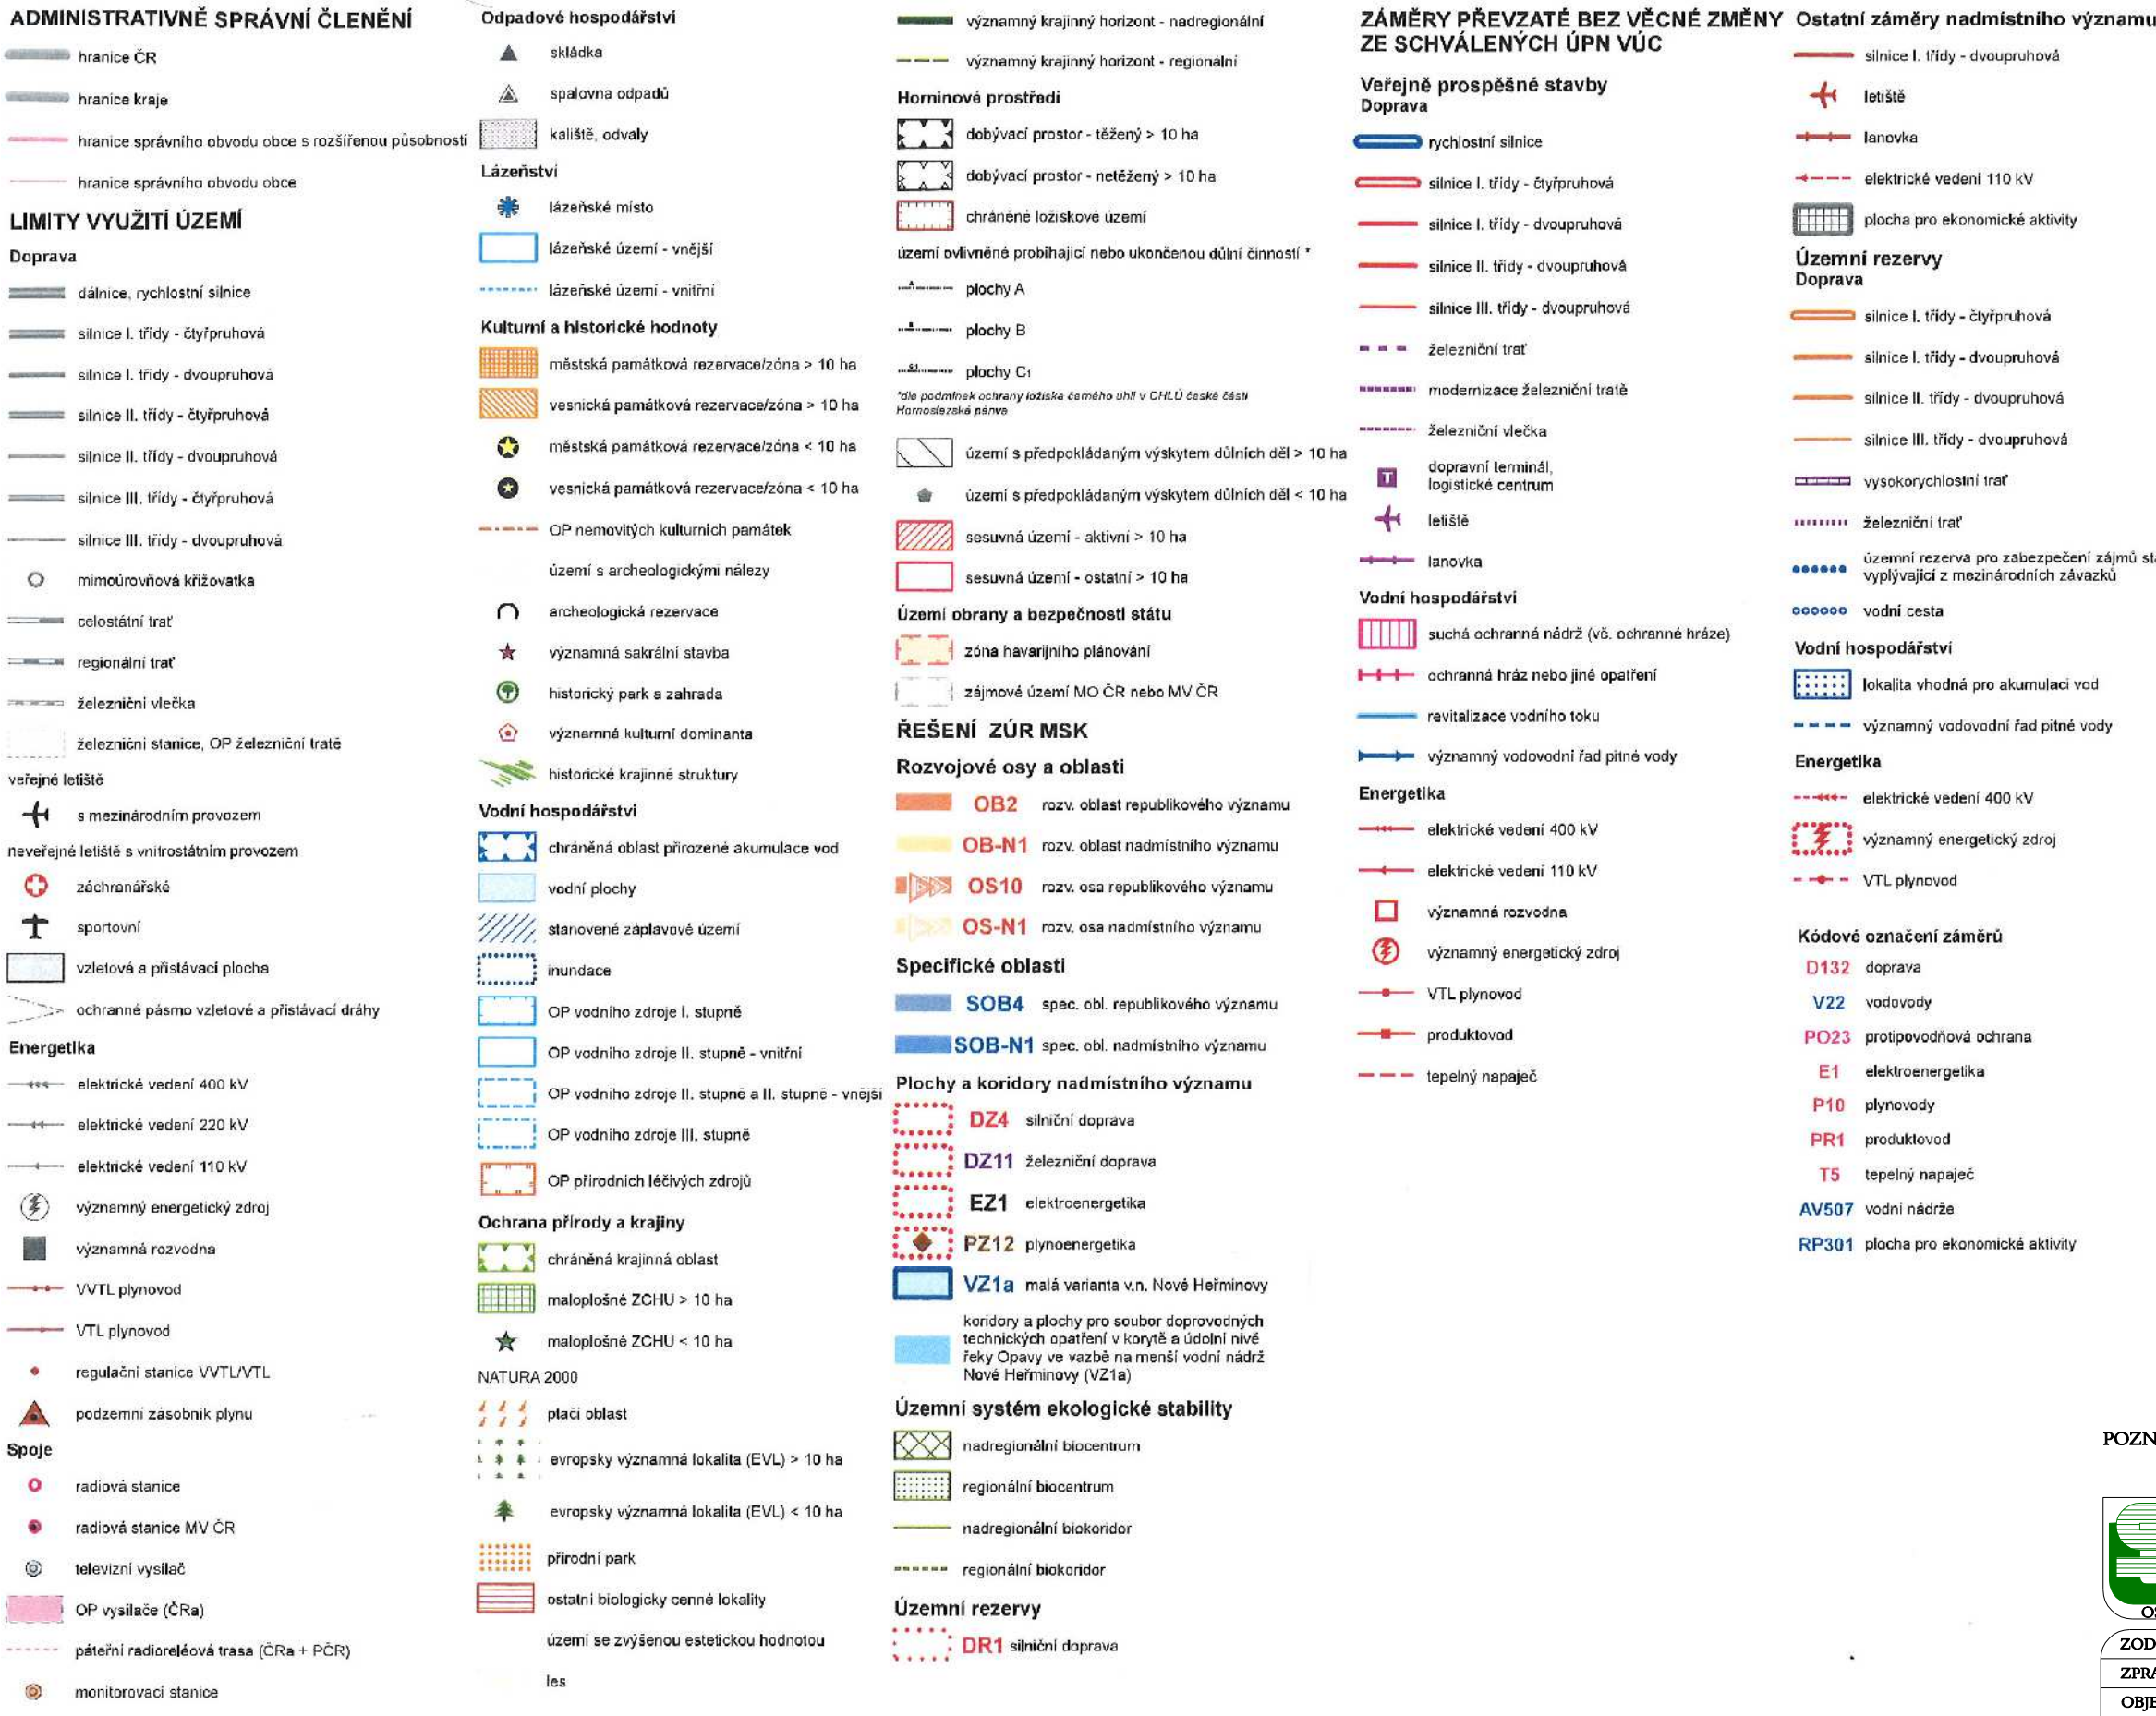 ADMINISTRATIVNĚ SPRÁVNÍ ČLENĚNÍ
hranice ČR
hranice kraje
hranice správního obvodu obce s rozšířenou působností
hranice správního obvodu obce
LIMITY VYUŽITÍ ÚZEMÍ
Doprava
dálnice, rychlostní silnice
silnice I. třídy - čtyřpruhová
silnice I. třídy - dvoupruhová
silnice II. třídy - čtyřpruhová
silnice II. třídy - dvoupruhová
silnice III. třídy - čtyřpruhová
silnice III. třídy - dvoupruhová
mimoúrovňová křižovatka
celostátní trať
regionální trať
železniční vlečka
železniční stanice, OP železniční tratě
veřejné letiště
s mezinárodním provozem
neveřejné letiště s vnitrostátním provozem
záchranářské
sportovní
vzletová a přistávací plocha
ochranné pásmo vzletové a přistávací dráhy
Energetika
elektrické vedení 400 kV
elektrické vedení 220 kV
elektrické vedení 110 kV
významný energetický zdroj
významná rozvodna
VVTL plynovod
VTL plynovod
regulační stanice VVTL/VTL
podzemní zásobník plynu
Spoje
radiová stanice
radiová stanice MV ČR
televizní vysílač
OP vysílače (ČRa)
páteřní radioreléová trasa (ČRa + PČR)
monitorovací stanice
Odpadové hospodářství
skládka
spalovna odpadů
kaliště, odvaly
Lázeňství
lázeňské místo
lázeňské území - vnější
lázeňské území - vnitřní
Kulturní a historické hodnoty
městská památková rezervace/zóna > 10 ha
vesnická památková rezervace/zóna > 10 ha
městská památková rezervace/zóna < 10 ha
vesnická památková rezervace/zóna < 10 ha
OP nemovitých kulturních památek
území s archeologickými nálezy
archeologická rezervace
významná sakrální stavba
historický park a zahrada
významná kulturní dominanta
historické krajinné struktury
Vodní hospodářství
chráněná oblast přirozené akumulace vod
vodní plochy
stanovené záplavové území
inundace
OP vodního zdroje I. stupně
OP vodního zdroje II. stupně - vnitřní
OP vodního zdroje II. stupně a II. stupně - vnější
OP vodního zdroje III. stupně
OP přírodních léčivých zdrojů
Ochrana přírody a krajiny
chráněná krajinná oblast
maloplošné ZCHU > 10 ha
maloplošné ZCHU < 10 ha
NATURA 2000
ptačí oblast
evropsky významná lokalita (EVL) > 10 ha
evropsky významná lokalita (EVL) < 10 ha
přírodní park
ostatní biologicky cenné lokality
území se zvýšenou estetickou hodnotou
les
významný krajinný horizont - nadregionální
významný krajinný horizont - regionální
Horninové prostředí
dobývací prostor - těžený > 10 ha
dobývací prostor - netěžený > 10 ha
chráněné ložiskové území
území ovlivněné probíhající nebo ukončenou důlní činností *
plochy A
plochy B
plochy C1
*dle podmínek ochrany ložiska černého uhlí v CHLÚ české části
Hornoslezské pánve
území s předpokládaným výskytem důlních děl > 10 ha
území s předpokládaným výskytem důlních děl < 10 ha
sesuvná území - aktivní > 10 ha
sesuvná území - ostatní > 10 ha
Území obrany a bezpečnosti státu
zóna havarijního plánování
zájmové území MO ČR nebo MV ČR
ŘEŠENÍ ZÚR MSK
Rozvojové osy a oblasti
OB2 rozv. oblast republikového významu
OB-N1 rozv. oblast nadmístního významu
OS10 rozv. osa republikového významu
OS-N1 rozv. osa nadmístního významu
Specifické oblasti
SOB4 spec. obl. republikového významu
SOB-N1 spec. obl. nadmístního významu
Plochy a koridory nadmístního významu
DZ4 silniční doprava
DZ11 železniční doprava
EZ1 elektroenergetika
PZ12 plynoenergetika
VZ1a malá varianta v.n. Nové Heřminovy
koridory a plochy pro soubor doprovodných
technických opatření v korytě a údolní nivě
řeky Opavy ve vazbě na menší vodní nádrž
Nové Heřminovy (VZ1a)
Územní systém ekologické stability
nadregionální biocentrum
regionální biocentrum
nadregionální biokoridor
regionální biokoridor
Územní rezervy
DR1 silniční doprava
ZÁMĚRY PŘEVZATÉ BEZ VĚCNÉ ZMĚNY
ZE SCHVÁLENÝCH ÚPN VÚC
Veřejně prospěšné stavby
Doprava
rychlostní silnice
silnice I. třídy - čtyřpruhová
silnice I. třídy - dvoupruhová
silnice II. třídy - dvoupruhová
silnice III. třídy - dvoupruhová
železniční trať
modernizace železniční tratě
železniční vlečka
T dopravní terminál,
logistické centrum
letiště
lanovka
Vodní hospodářství
suchá ochranná nádrž (vč. ochranné hráze)
ochranná hráz nebo jiné opatření
revitalizace vodního toku
významný vodovodní řad pitné vody
Energetika
elektrické vedení 400 kV
elektrické vedení 110 kV
významná rozvodna
významný energetický zdroj
VTL plynovod
produktovod
tepelný napaječ
Ostatní záměry nadmístního významu
silnice I. třídy - dvoupruhová
letiště
lanovka
elektrické vedení 110 kV
plocha pro ekonomické aktivity
Územní rezervy
Doprava
silnice I. třídy - čtyřpruhová
silnice I. třídy - dvoupruhová
silnice II. třídy - dvoupruhová
silnice III. třídy - dvoupruhová
vysokorychlostní trať
železniční trať
územní rezerva pro zabezpečení zájmů
vyplývající z mezinárodních závazků
vodní cesta
Vodní hospodářství
lokalita vhodná pro akumulaci vod
významný vodovodní řad pitné vody
Energetika
elektrické vedení 400 kV
významný energetický zdroj
VTL plynovod
Kódové označení záměrů
D132 doprava
V22 vodovody
PO23 protipovodňová ochrana
E1 elektroenergetika
P10 plynovody
PR1 produktovod
T5 tepelný napaječ
AV507 vodní nádrže
RP301 plocha pro ekonomické aktivity
POZN
ZOD
ZPRA
OBJE